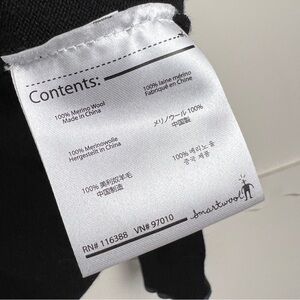 Contents:
100% Merino Wool
Made in China
100% laine mérino
Fabriqué en Chine
100% Merinowolle
Hergestellt in China
メリノウール 100%
中国製
100% 美利奴羊毛
中国制造
100% 메리노 울
중국 제품
RN# 116388 VN# 97010
Smartwool